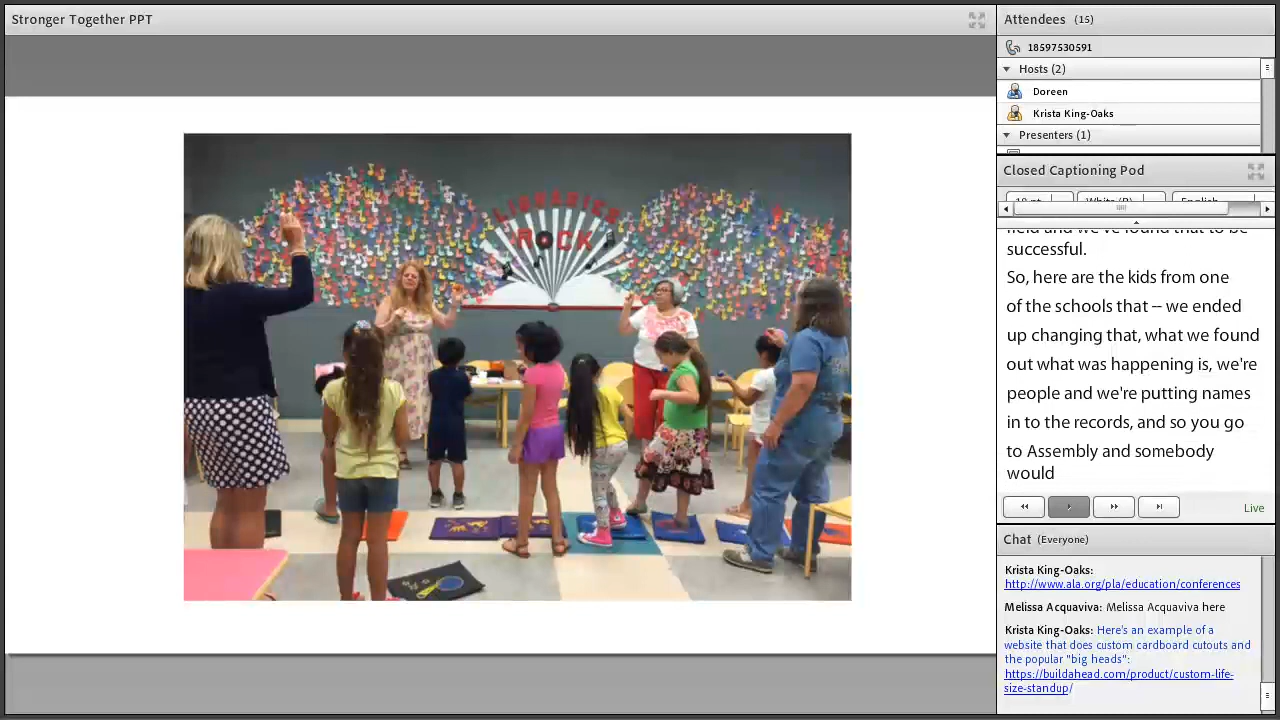 Stronger Together PPT
LIBRARIES
ROCK
Attendees (15)
18597530591
Hosts (2)
Doreen
Krista King-Oaks
Presenters (1)
Closed Captioning Pod
English
successful.
So, here are the kids from one
of the schools that -- we ended
up changing that, what we found
out what was happening is, we're
people and we're putting names
in to the records, and so you go
to Assembly and somebody
would
Live
Chat (Everyone)
Krista King-Oaks:
http://www.ala.org/pla/education/conferences
Melissa Acquaviva: Melissa Acquaviva here
Krista King-Oaks: Here's an example of a
website that does custom cardboard cutouts and
the popular "big heads":
https://buildahead.com/product/custom-life-
size-standup/